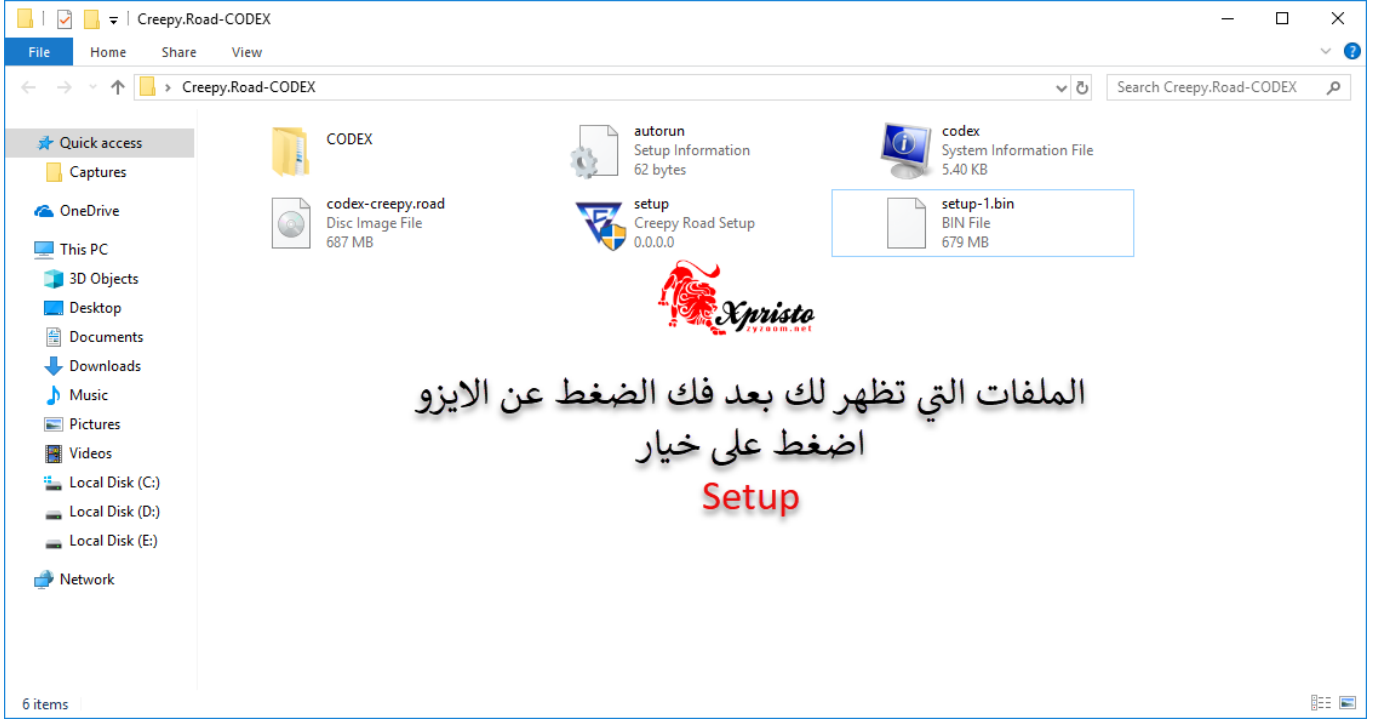 Creepy.Road-CODEX
File Home Share View
Creepy.Road-CODEX
Search Creepy.Road-CODEX
Quick access
Captures
OneDrive
This PC
3D Objects
Desktop
Documents
Downloads
Music
Pictures
Videos
Local Disk (C:)
Local Disk (D:)
Local Disk (E:)
Network
CODEX
autorun
Setup Information
62 bytes
codex
System Information File
5.40 KB
codex-creepy.road
Disc Image File
687 MB
setup
Creepy Road Setup
0.0.0.0
setup-1.bin
BIN File
679 MB
Xpristo
zyzoom.net
الملفات التي تظهر لك بعد فك الضغط عن الايزو
اضغط على خيار
Setup
6 items